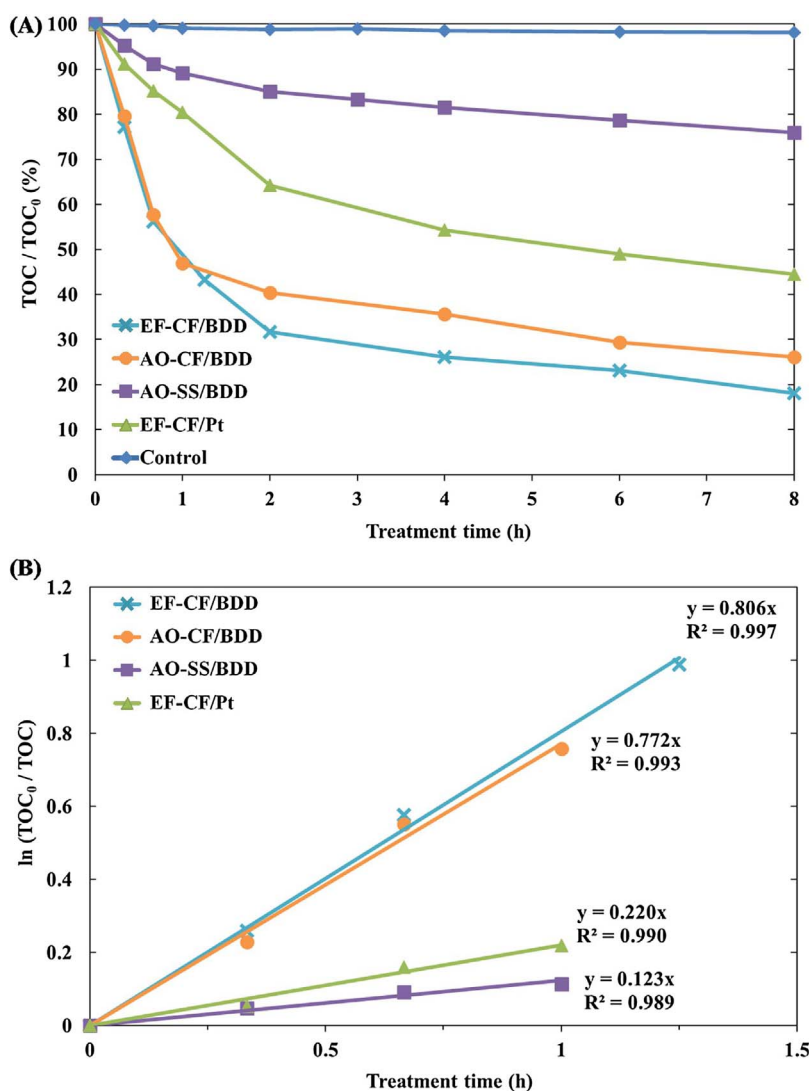 (A)
TOC / TOC₀ (%)
100
90
80
70
60
50
40
30
20
10
0
EF-CF/BDD
AO-CF/BDD
AO-SS/BDD
EF-CF/Pt
Control
0 1 2 3 4 5 6 7 8
Treatment time (h)
(B)
ln (TOC₀ / TOC)
1.2
1
0.8
0.6
0.4
0.2
0
EF-CF/BDD
AO-CF/BDD
AO-SS/BDD
EF-CF/Pt
y = 0.806x
R² = 0.997
y = 0.772x
R² = 0.993
y = 0.220x
R² = 0.990
y = 0.123x
R² = 0.989
0 0.5 1 1.5
Treatment time (h)